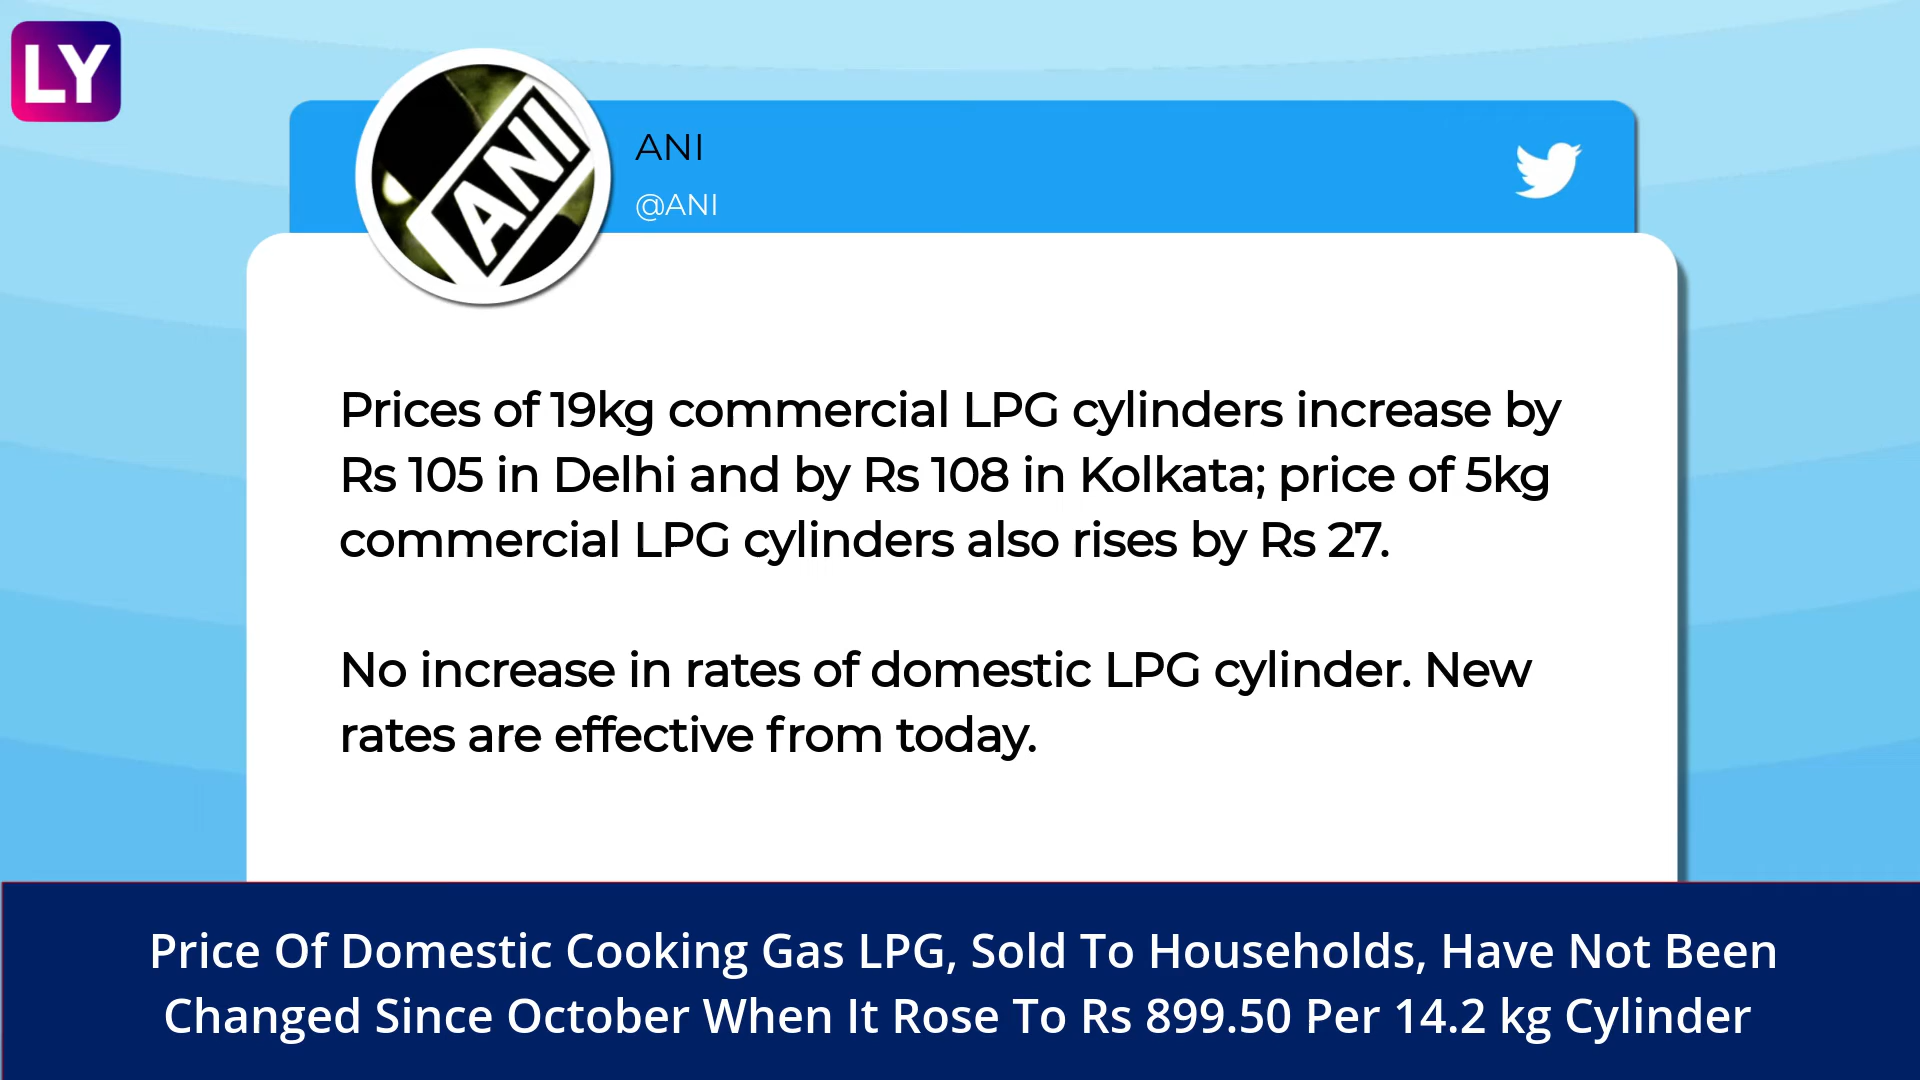 LY
ANI
ANI
@ANI
Prices of 19kg commercial LPG cylinders increase by
Rs 105 in Delhi and by Rs 108 in Kolkata; price of 5kg
commercial LPG cylinders also rises by Rs 27.
No increase in rates of domestic LPG cylinder. New
rates are effective from today.
Price Of Domestic Cooking Gas LPG, Sold To Households, Have Not Been
Changed Since October When It Rose To Rs 899.50 Per 14.2 kg Cylinder